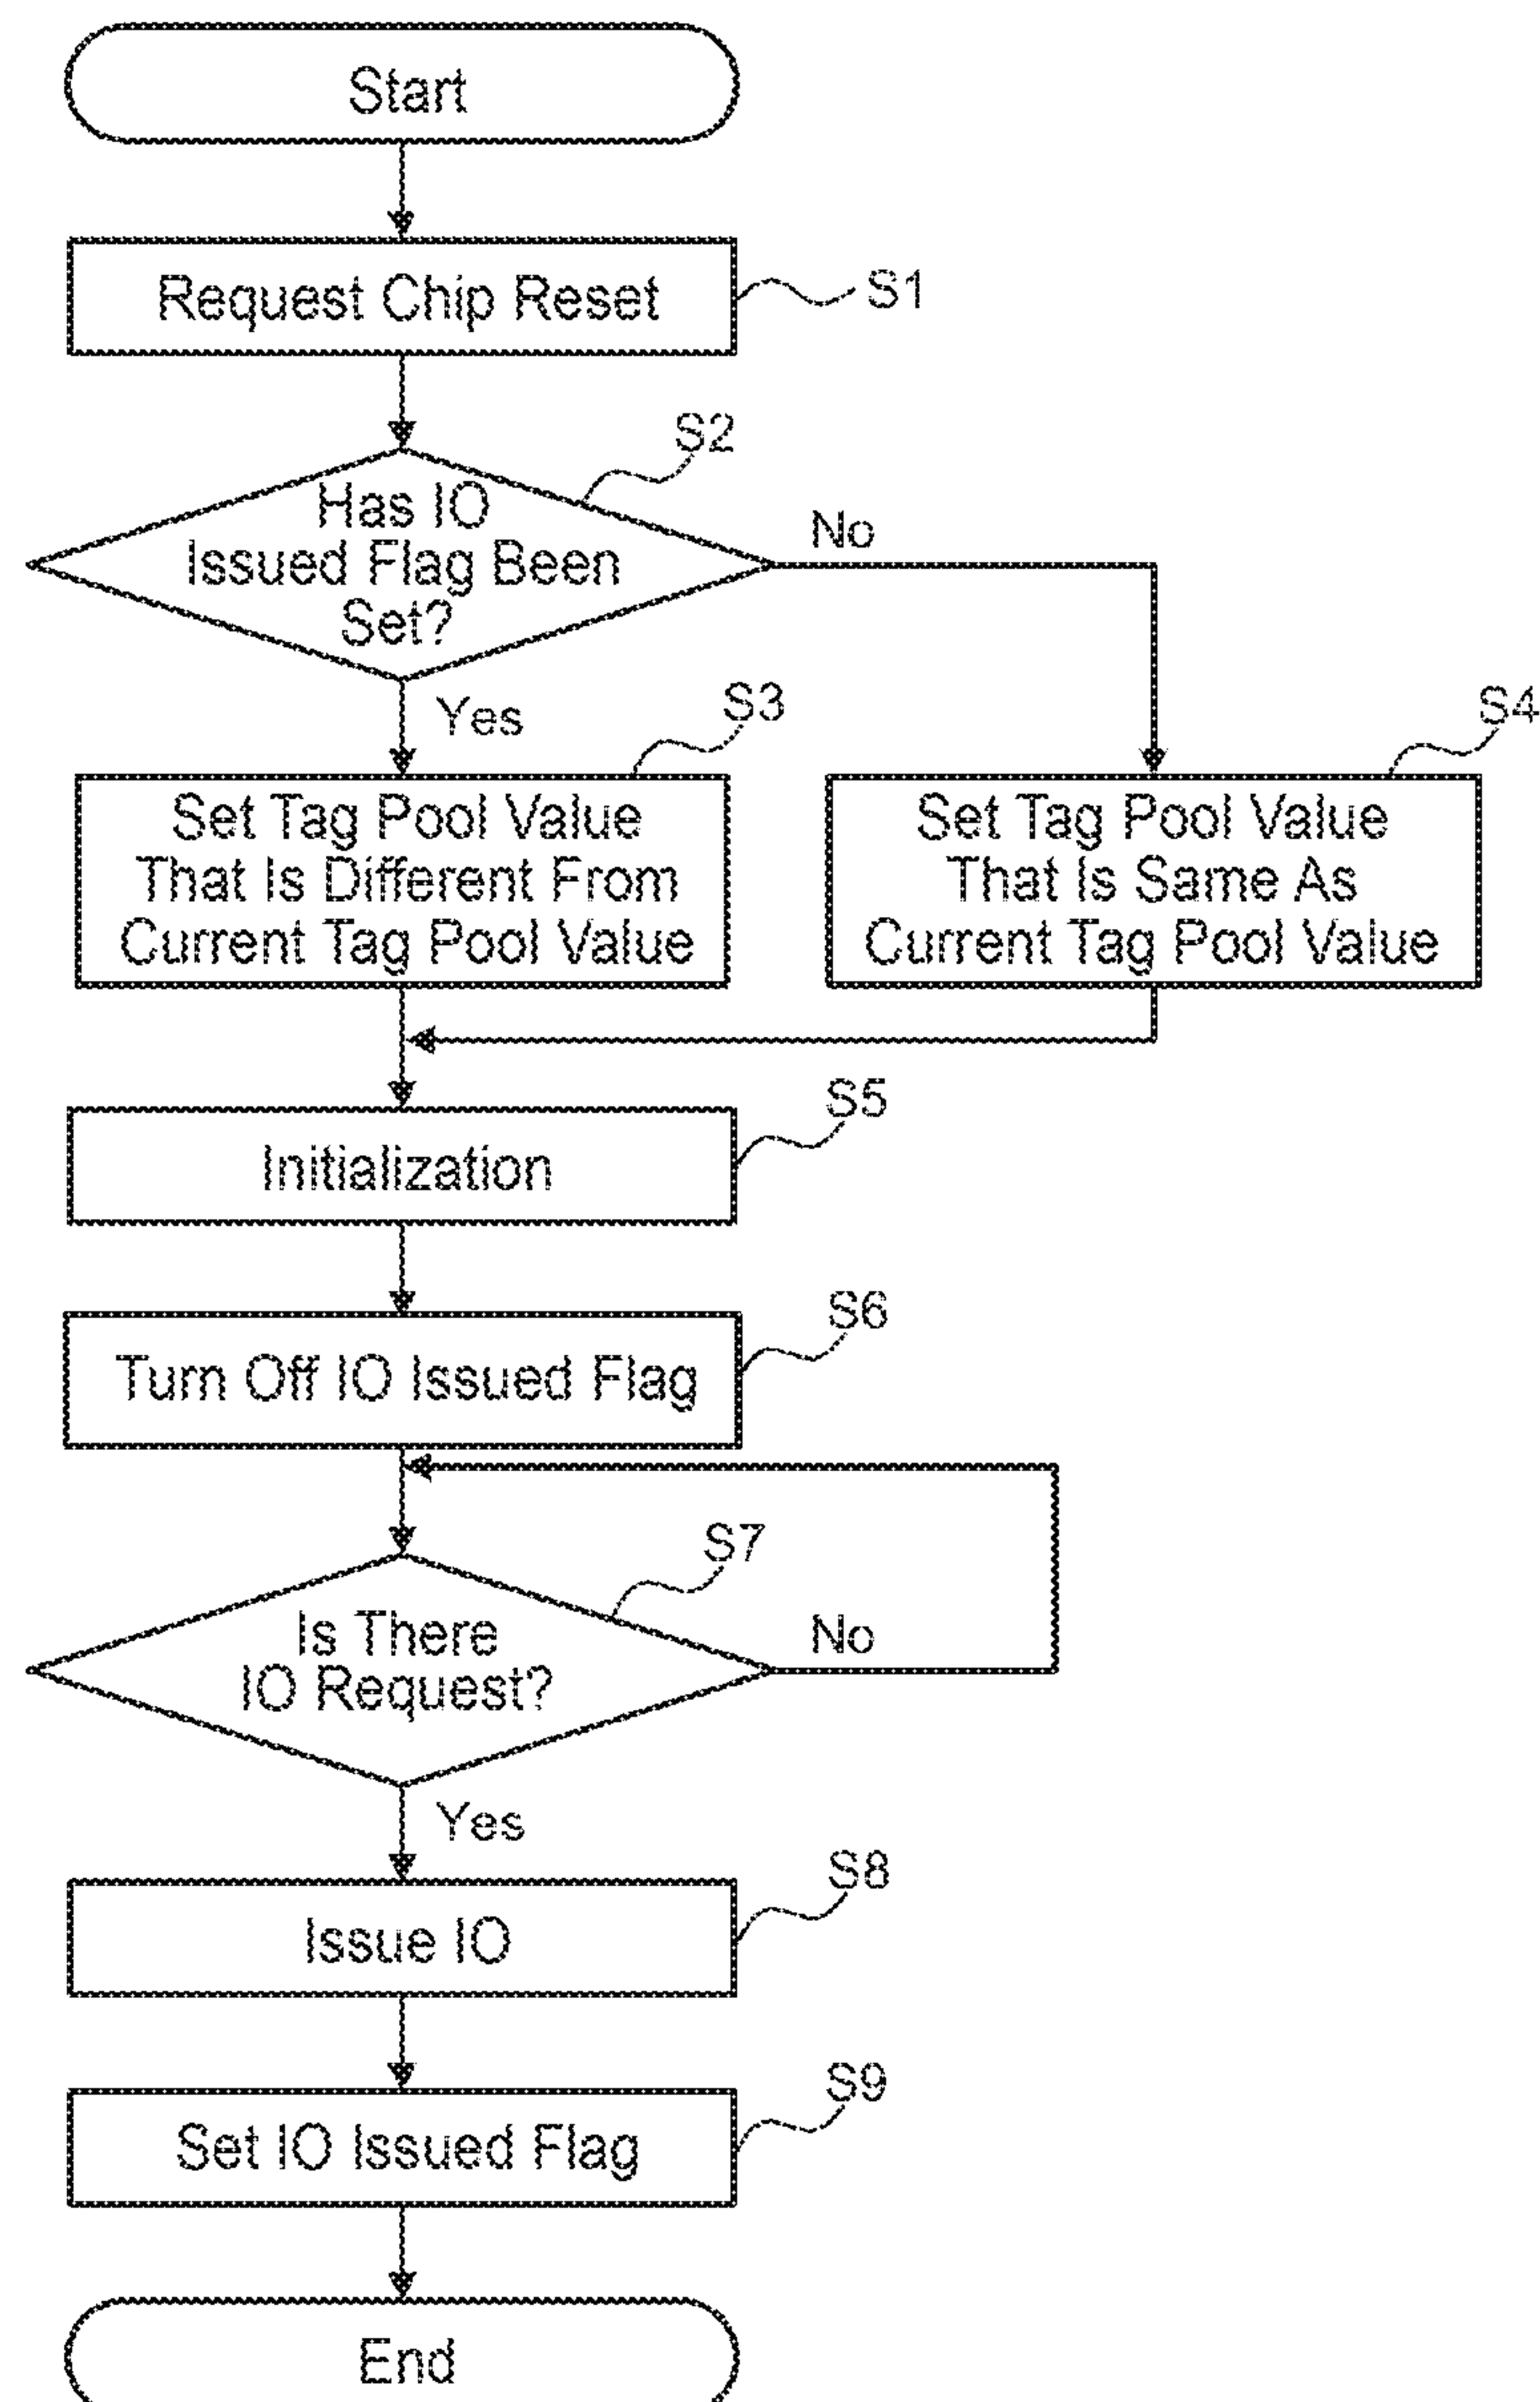 Start
Request Chip Reset
S1
S2
Has IO
Issued Flag Been
Set?
No
Yes
S3
Set Tag Pool Value
That Is Different From
Current Tag Pool Value
S4
Set Tag Pool Value
That Is Same As
Current Tag Pool Value
S5
Initialization
S6
Turn Off IO Issued Flag
S7
Is There
IO Request?
No
Yes
S8
Issue IO
S9
Set IO Issued Flag
End